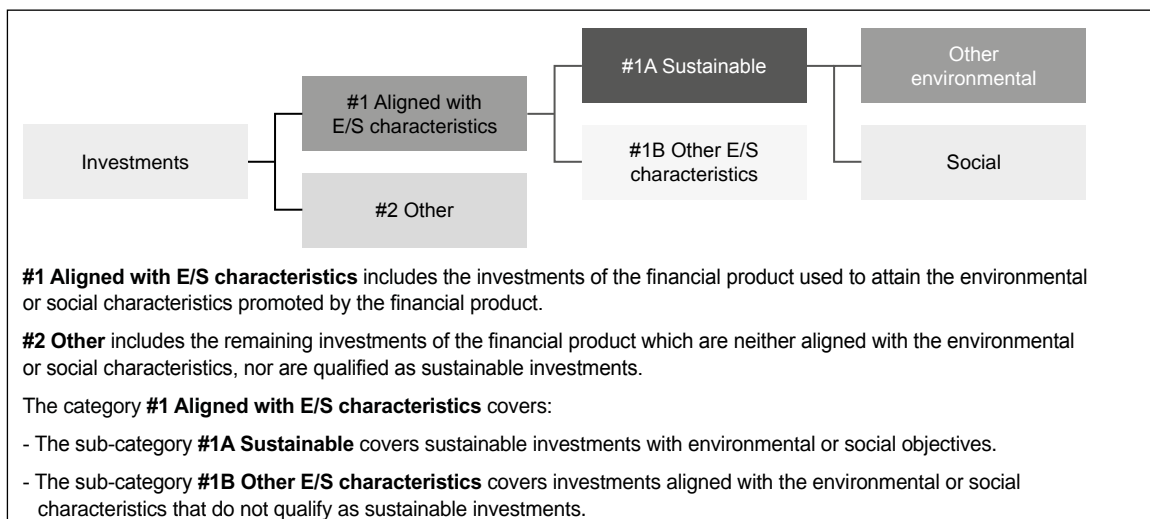 #1A Sustainable
Other
environmental
#1 Aligned with
E/S characteristics
Investments
#1B Other E/S
characteristics
Social
#2 Other
#1 Aligned with E/S characteristics includes the investments of the financial product used to attain the environmental
or social characteristics promoted by the financial product.
#2 Other includes the remaining investments of the financial product which are neither aligned with the environmental
or social characteristics, nor are qualified as sustainable investments.
The category #1 Aligned with E/S characteristics covers:
- The sub-category #1A Sustainable covers sustainable investments with environmental or social objectives.
- The sub-category #1B Other E/S characteristics covers investments aligned with the environmental or social
characteristics that do not qualify as sustainable investments.